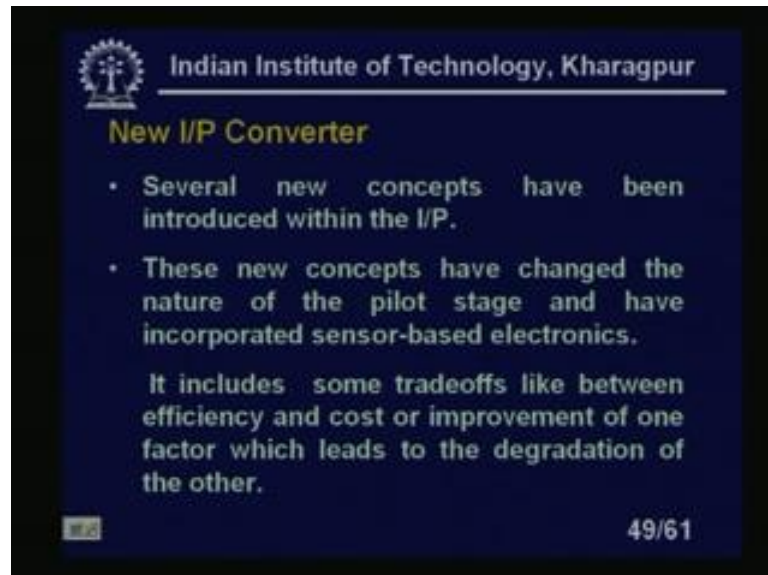 Indian Institute of Technology, Kharagpur
New I/P Converter
• Several new concepts have been
introduced within the I/P.
• These new concepts have changed the
nature of the pilot stage and have
incorporated sensor-based electronics.
It includes some tradeoffs like between
efficiency and cost or improvement of one
factor which leads to the degradation of
the other.
49/61